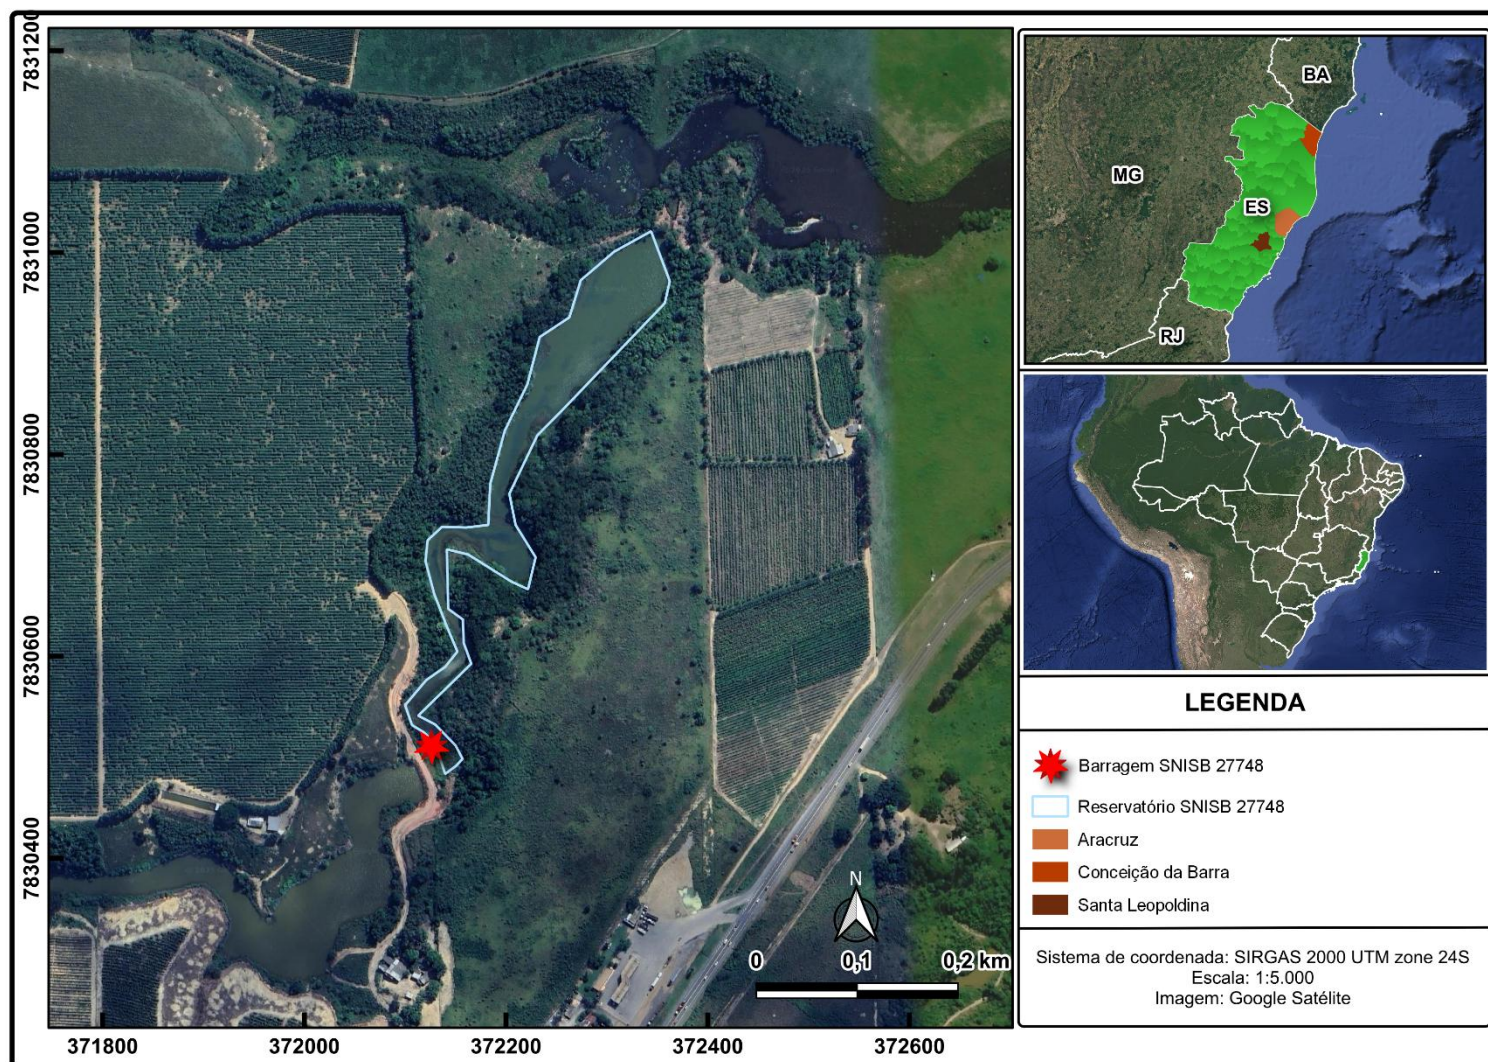 7831200
7831000
7830800
7830600
7830400
371800
372000
372200
372400
372600
N
0
0,1
0,2 km
BA
MG
ES
RJ
LEGENDA
Barragem SNISB 27748
Reservatório SNISB 27748
Aracruz
Conceição da Barra
Santa Leopoldina
Sistema de coordenada: SIRGAS 2000 UTM zone 24S
Escala: 1:5.000
Imagem: Google Satélite